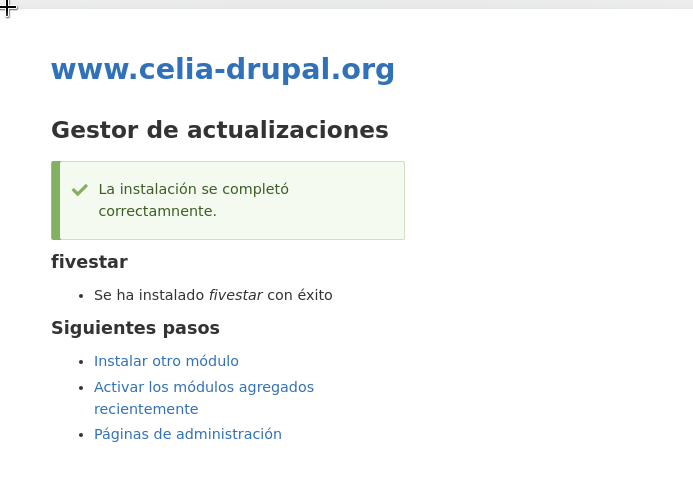 www.celia-drupal.org
Gestor de actualizaciones
La instalación se completó
correctamnente.
fivestar
Se ha instalado fivestar con éxito
Siguientes pasos
Instalar otro módulo
Activar los módulos agregados
recientemente
Páginas de administración